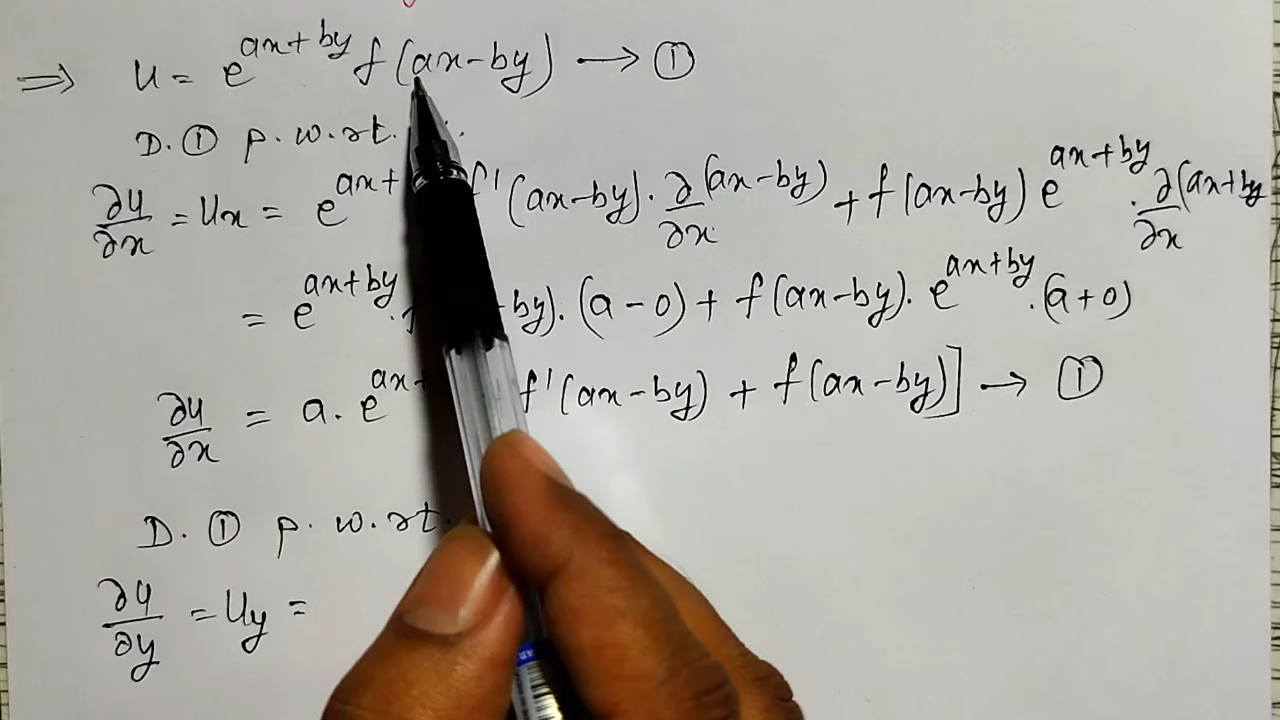 ⇒ u = e^{ax+by} f(ax-by) → ①
D. ① p. w. r t.
∂u/∂x = ux = e^{ax+ f'(ax-by). ∂/∂x (ax-by) + f(ax-by) e^{ax+by} . ∂/∂x (ax+by
= e^{ax+by} . by). (a-0) + f(ax-by). e^{ax+by} .(a+0)
∂u/∂x = a. e^{ax+ f'(ax-by) + f(ax-by)] → ①
D. ① p. w. r t.
∂u/∂y = uy =